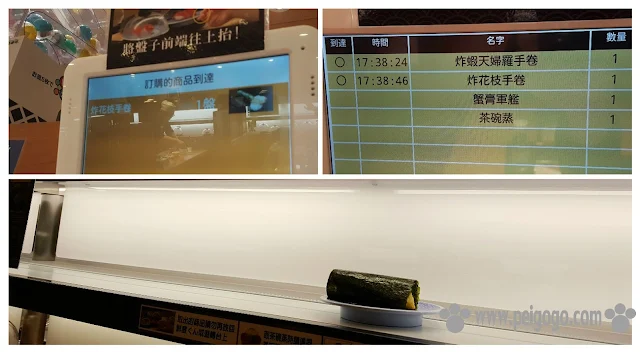 將盤子前端往上抬！
訂購的商品到達
炸花枝手卷 1盤
到達 時間 名字 數量
〇 17:38:24 炸蝦天婦羅手卷 1
〇 17:38:46 炸花枝手卷 1
蟹膏軍艦 1
茶碗蒸 1
www.peigogo.com